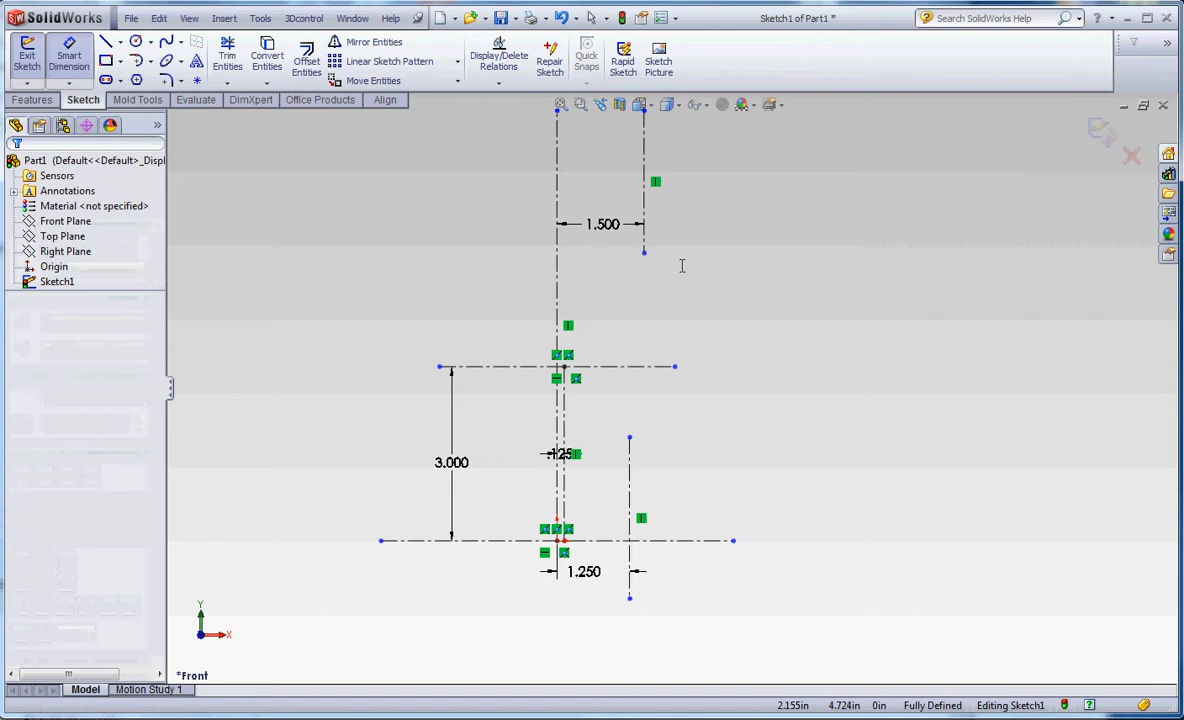 SolidWorks File Edit View Insert Tools 3Dcontrol Window Help Sketch1 of Part1 * Search SolidWorks Help
Exit Sketch Smart Dimension Trim Entities Convert Entities Offset Entities Mirror Entities Linear Sketch Pattern Move Entities Display/Delete Relations Repair Sketch Quick Snaps Rapid Sketch Sketch Picture
Features Sketch Mold Tools Evaluate DimXpert Office Products Align
Part1 (Default<<Default>_Displ
Sensors
Annotations
Material <not specified>
Front Plane
Top Plane
Right Plane
Origin
Sketch1
1.500
.125
3.000
1.250
Y
X
*Front
Model Motion Study 1
2.155in 4.724in 0in Fully Defined Editing Sketch1